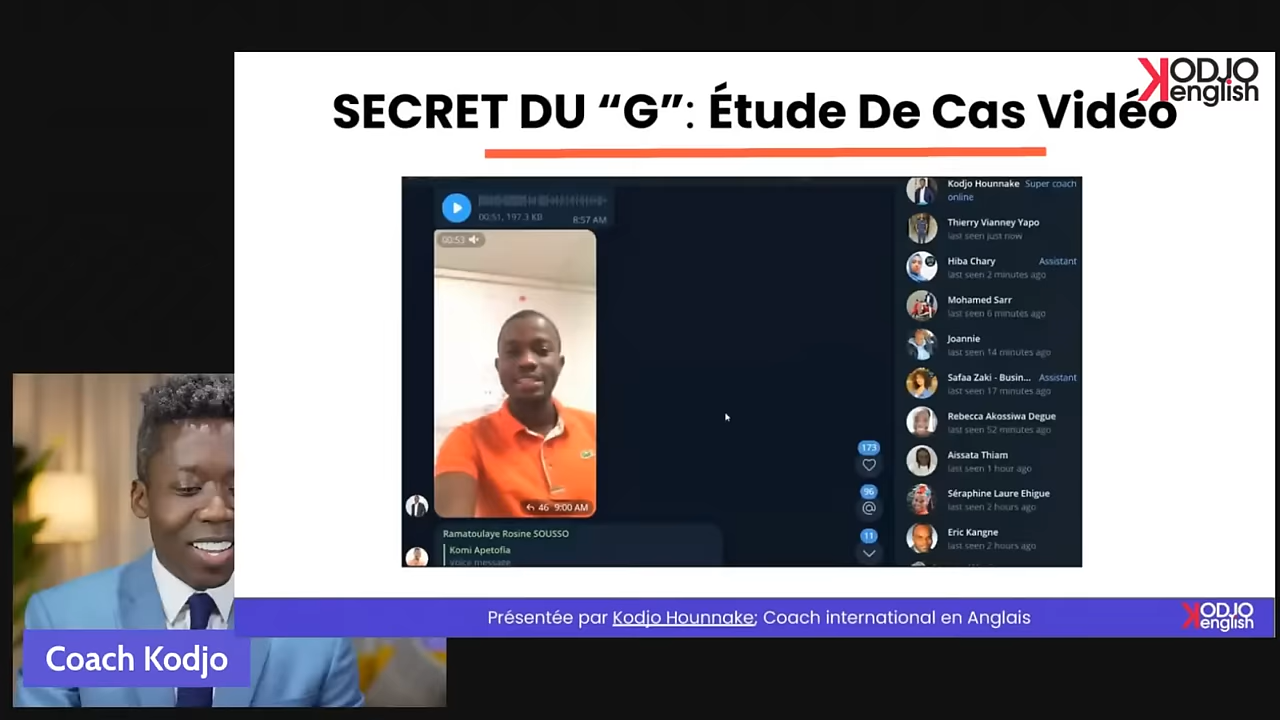 KODJO
english
SECRET DU “G”: Étude De Cas Vidéo
00:51, 197.3 KB
8:57 AM
00:53
46 9:00 AM
Ramatoulaye Rosine SOUSSO
Komi Apetofia
Voice message
173
96
@
11
Kodjo Hounnake Super coach
online
Thierry Vianney Yapo
last seen just now
Hiba Chary Assistant
last seen 2 minutes ago
Mohamed Sarr
last seen 6 minutes ago
Joannie
last seen 14 minutes ago
Safaa Zaki - Busin... Assistant
last seen 17 minutes ago
Rebecca Akossiwa Degue
last seen 52 minutes ago
Aissata Thiam
last seen 1 hour ago
Séraphine Laure Ehigue
last seen 2 hours ago
Eric Kangne
last seen 2 hours ago
Présentée par Kodjo Hounnake; Coach international en Anglais
KODJO
english
Coach Kodjo